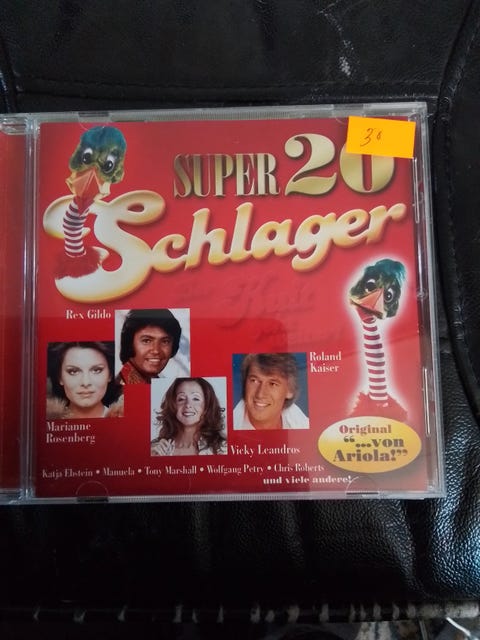 SUPER 20
Schlager
Rex Gildo
Marianne
Rosenberg
Vicky Leandros
Roland
Kaiser
Original
"...von
Ariola!"
Katja Ebstein • Manuela • Tony Marshall • Wolfgang Petry • Chris Roberts
und viele andere!